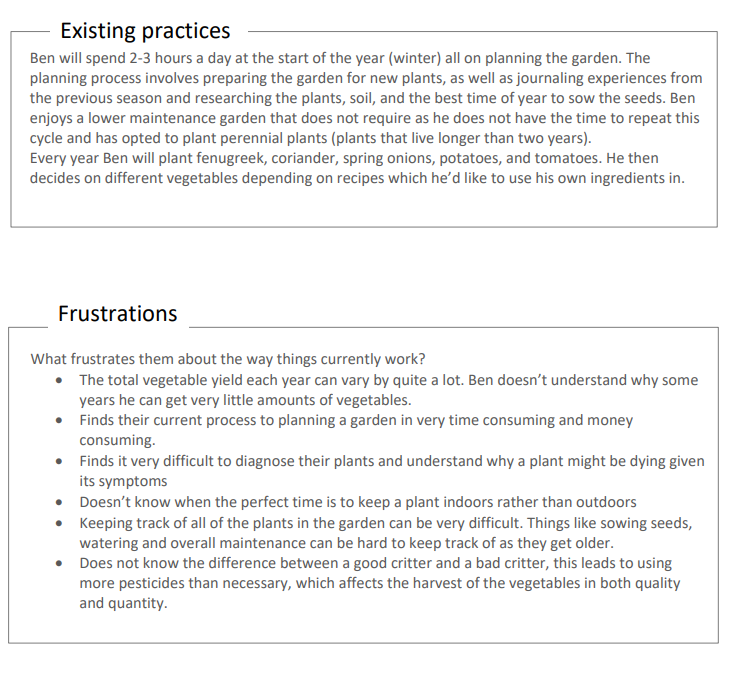 Existing practices
Ben will spend 2-3 hours a day at the start of the year (winter) all on planning the garden. The
planning process involves preparing the garden for new plants, as well as journaling experiences from
the previous season and researching the plants, soil, and the best time of year to sow the seeds. Ben
enjoys a lower maintenance garden that does not require as he does not have the time to repeat this
cycle and has opted to plant perennial plants (plants that live longer than two years).
Every year Ben will plant fenugreek, coriander, spring onions, potatoes, and tomatoes. He then
decides on different vegetables depending on recipes which he’d like to use his own ingredients in.
Frustrations
What frustrates them about the way things currently work?
• The total vegetable yield each year can vary by quite a lot. Ben doesn’t understand why some
years he can get very little amounts of vegetables.
• Finds their current process to planning a garden in very time consuming and money
consuming.
• Finds it very difficult to diagnose their plants and understand why a plant might be dying given
its symptoms
• Doesn’t know when the perfect time is to keep a plant indoors rather than outdoors
• Keeping track of all of the plants in the garden can be very difficult. Things like sowing seeds,
watering and overall maintenance can be hard to keep track of as they get older.
• Does not know the difference between a good critter and a bad critter, this leads to using
more pesticides than necessary, which affects the harvest of the vegetables in both quality
and quantity.